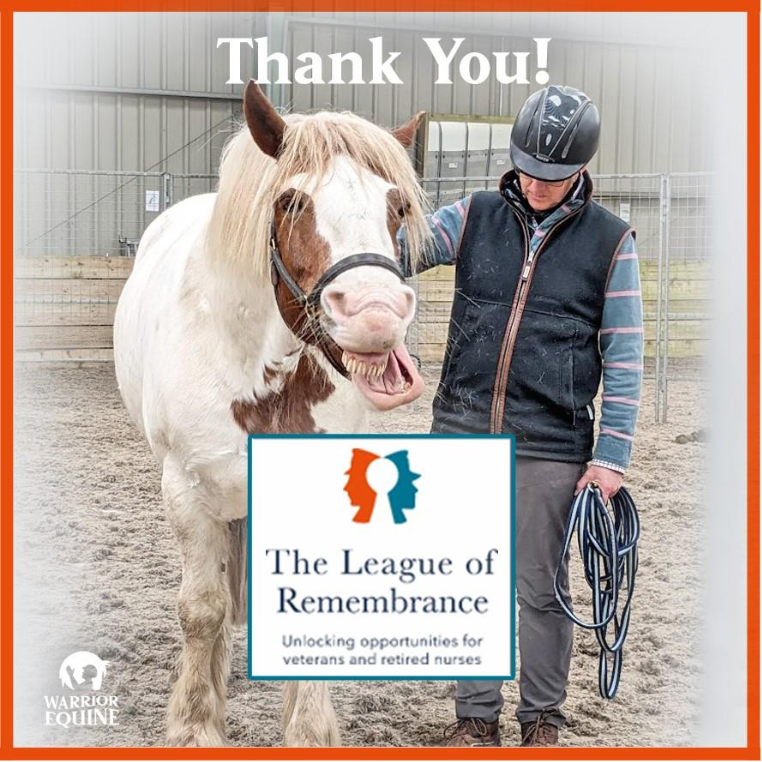 Thank You!
The League of
Remembrance
Unlocking opportunities for
veterans and retired nurses
WARRIOR
EQUINE